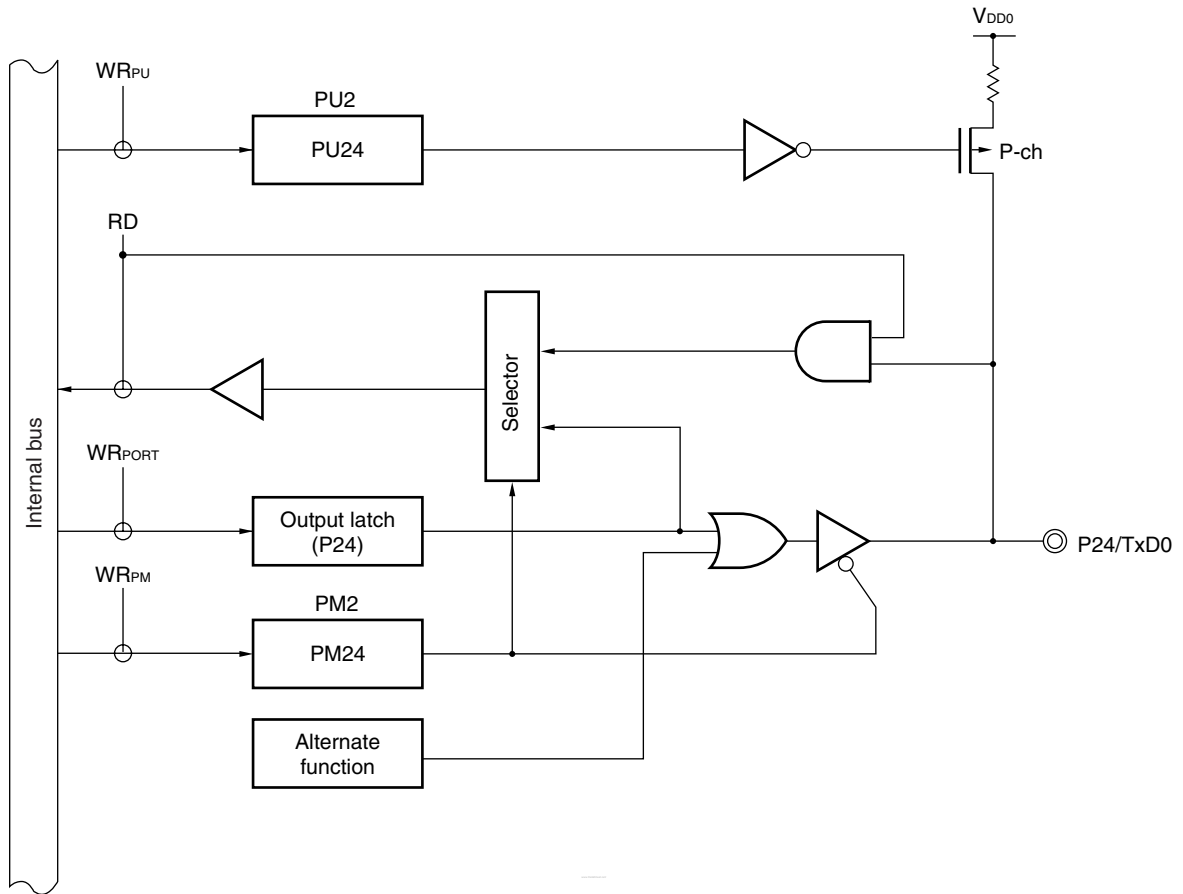 VDD0
WRPU
PU2
PU24
P-ch
RD
Selector
Internal bus
WRPORT
Output latch
(P24)
P24/TxD0
WRPM
PM2
PM24
Alternate
function